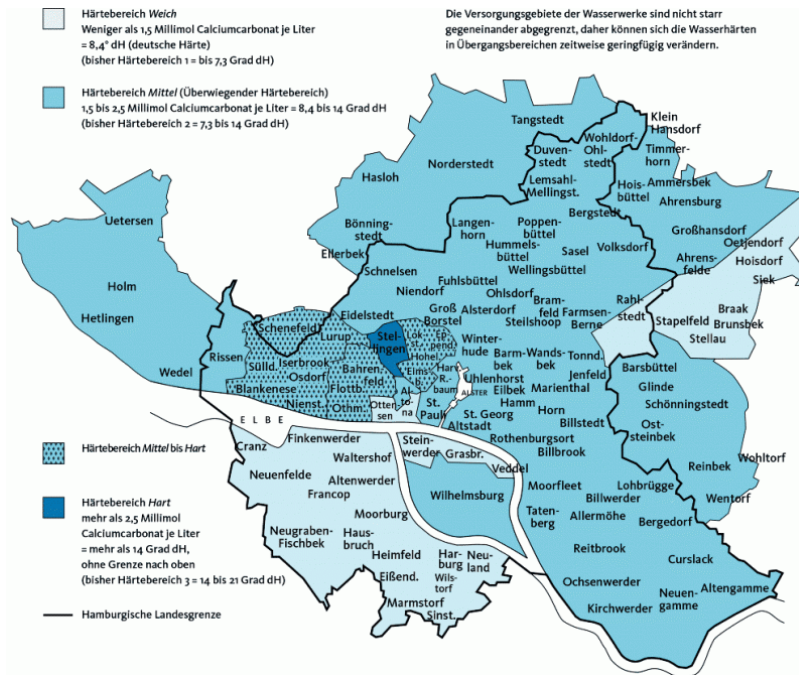 Härtebereich Weich
Weniger als 1,5 Millimol Calciumcarbonat je Liter
= 8,4° dH (deutsche Härte)
(bisher Härtebereich 1 = bis 7,3 Grad dH)
Die Versorgungsgebiete der Wasserwerke sind nicht starr
gegeneinander abgegrenzt, daher können sich die Wasserhärten
in Übergangsbereichen zeitweise geringfügig verändern.
Härtebereich Mittel (Überwiegender Härtebereich)
1,5 bis 2,5 Millimol Calciumcarbonat je Liter = 8,4 bis 14 Grad dH
(bisher Härtebereich 2 = 7,3 bis 14 Grad dH)
Tangstedt
Klein
Hansdorf
Wohldorf-
Ohl-
stedt
Duven-
stedt
Timmer-
horn
Norderstedt
Hasloh
Lemsahl-
Mellingst.
Hois-
büttel
Ammersbek
Ahrensburg
Bergstedt
Uetersen
Bönning-
stedt
Langen-
horn
Poppen-
büttel
Großhansdorf
Oetjendorf
Hummels-
büttel
Sasel
Volksdorf
Ellerbek
Ahrens-
felde
Hoisdorf
Schnelsen
Wellingsbüttel
Siek
Fuhlsbüttel
Holm
Niendorf
Ohlsdorf
Bram-
feld
Rahl-
stedt
Groß
Borstel
Alsterdorf
Farmsen-
Berne
Braak
Hetlingen
Eidelstedt
Steilshoop
Stapelfeld
Brunsbek
Schenefeld
Lurup
Stel-
lingen
Lok-
st.
Ep-
pend.
Stellau
Winter-
hude
Rissen
Iserbrook
Hohel.
Barm-
bek
Wands-
bek
Tonnd.
Wedel
Sülld.
Osdorf
Bahren-
feld
Eims-
b.
Harv.
R.-
baum
Uhlenhorst
Jenfeld
Barsbüttel
Blankenese
Flottb.
Eilbek
Marienthal
Glinde
Nienst.
Othm.
Al-
tona
ALSTER
Hamm
Schönningstedt
Otten-
sen
St.
Pauli
St. Georg
Horn
ELBE
Altstadt
Billstedt
Ost-
steinbek
Cranz
Finkenwerder
Stein-
werder
Grasbr.
Rothenburgsort
Billbrook
Wohltorf
Waltershof
Veddel
Reinbek
Härtebereich Mittel bis Hart
Neuenfelde
Altenwerder
Wilhelmsburg
Moorfleet
Lohbrügge
Francop
Billwerder
Wentorf
Härtebereich Hart
mehr als 2,5 Millimol
Calciumcarbonat je Liter
= mehr als 14 Grad dH,
ohne Grenze nach oben
(bisher Härtebereich 3 = 14 bis 21 Grad dH)
Moorburg
Taten-
berg
Allermöhe
Bergedorf
Neugraben-
Fischbek
Haus-
bruch
Reitbrook
Heimfeld
Har-
burg
Neu-
land
Curslack
Eißend.
Wils-
torf
Ochsenwerder
Altengamme
Marmstorf
Sinst.
Kirchwerder
Neuen-
gamme
Hamburgische Landesgrenze